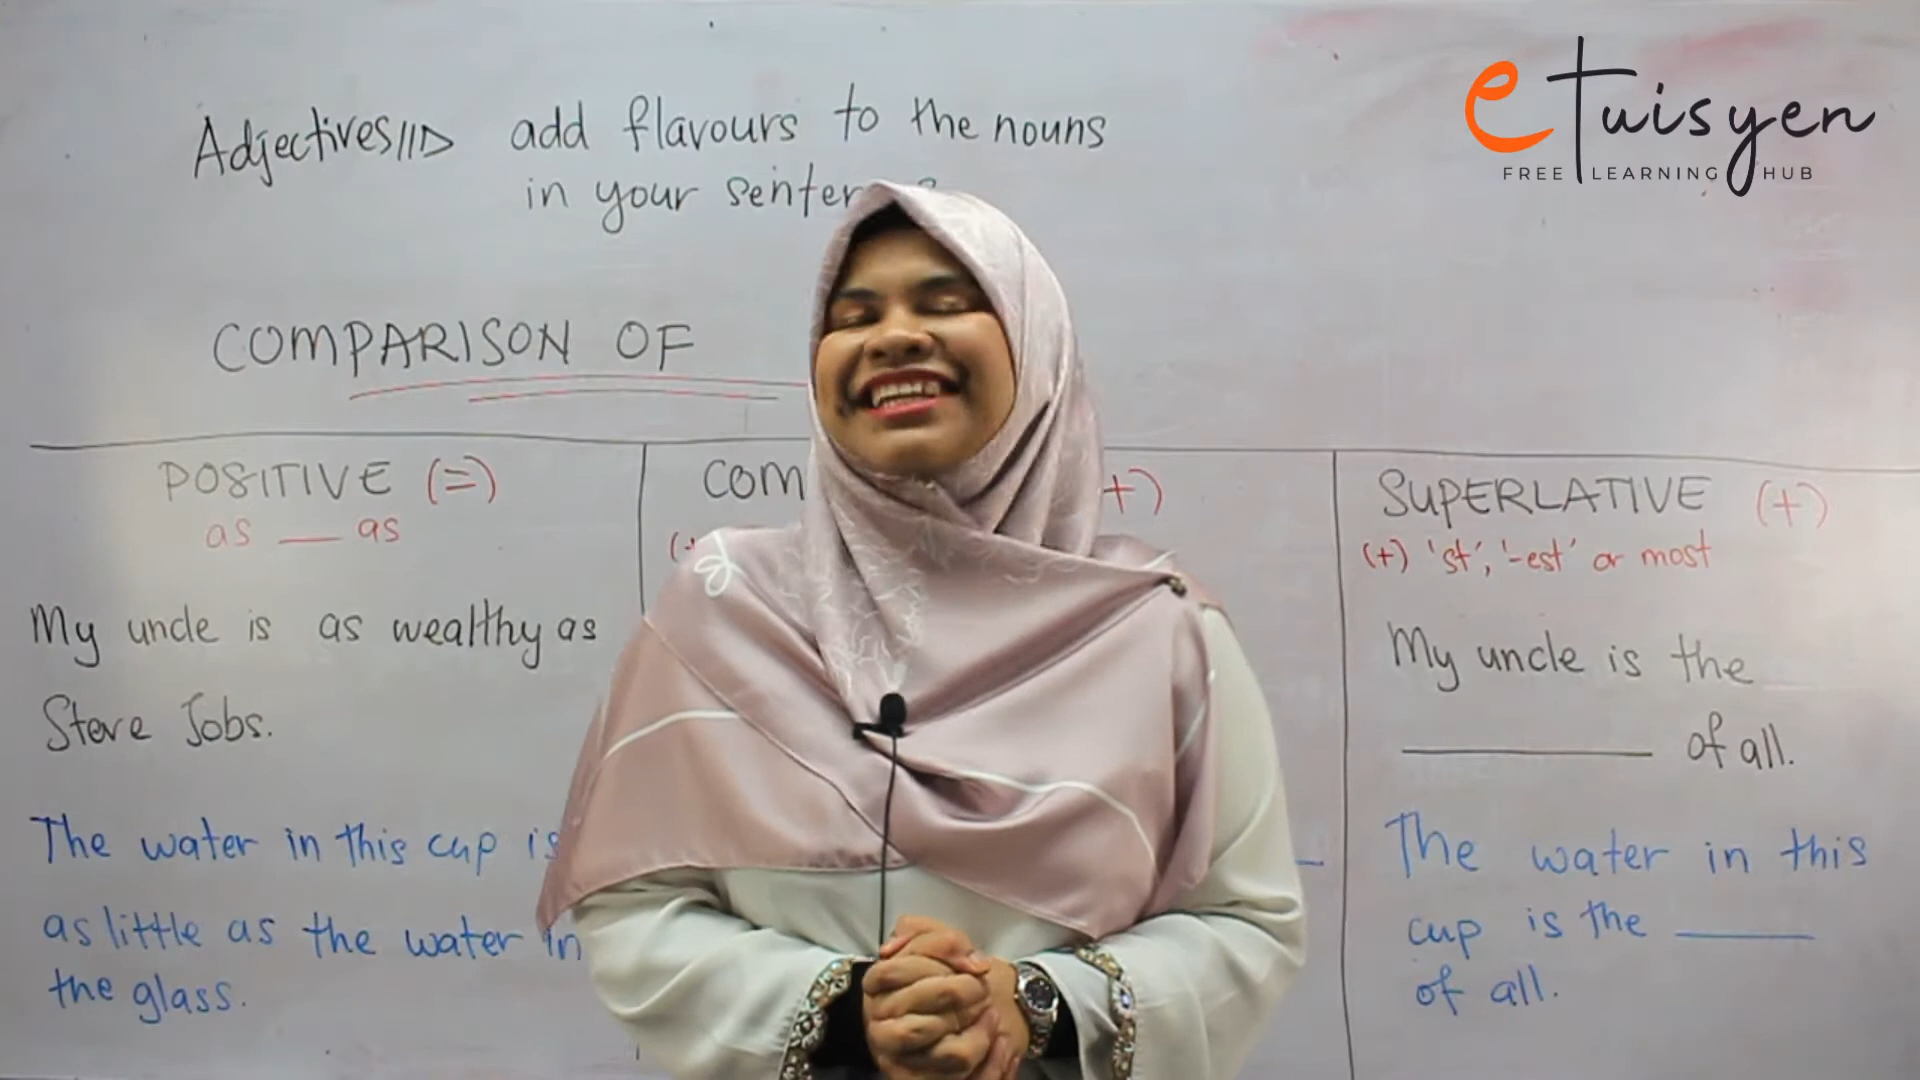 eTuisyen
FREE LEARNING HUB
Adjectives add flavours to the nouns
in your
COMPARISON OF
POSITIVE (=)
as __ as
My uncle is as wealthy as
Steve Jobs.
The water in this cup is
as little as the water in
the glass.
COM +)
(+
SUPERLATIVE (+)
(+) 'st', '-est' or most
My uncle is the
______ of all.
The water in this
cup is the ______
of all.